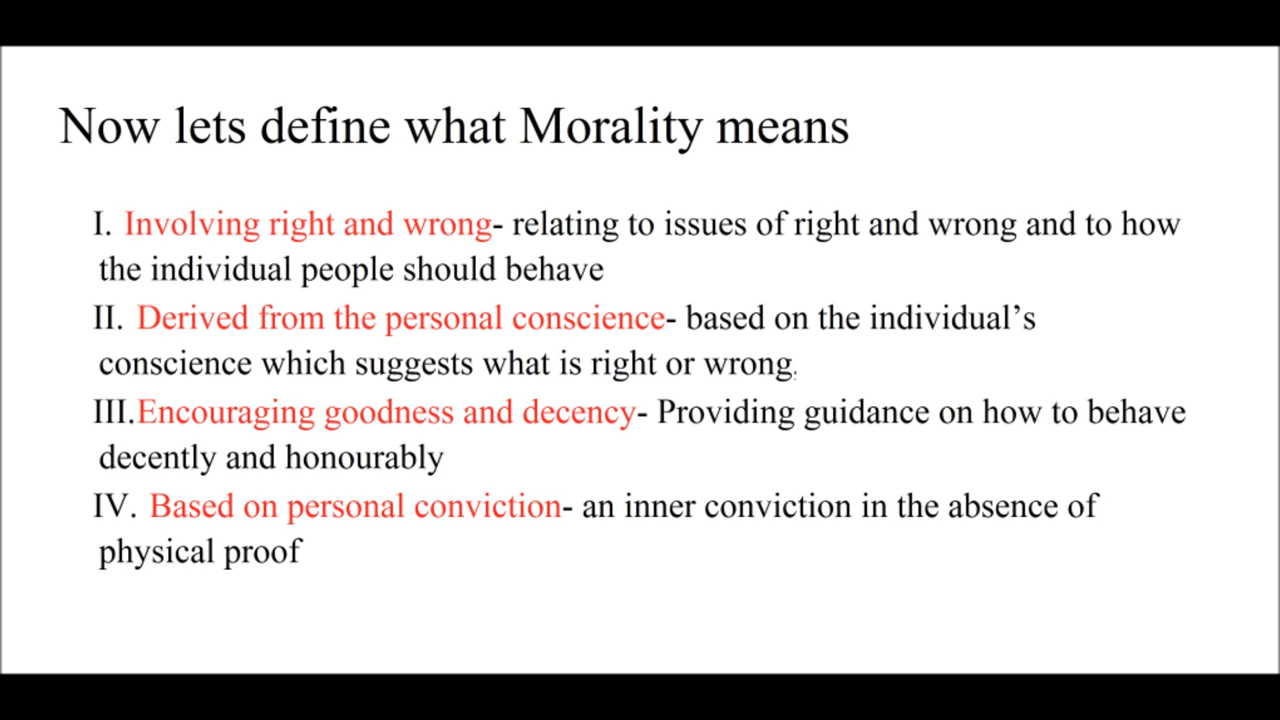 Now lets define what Morality means
I. Involving right and wrong- relating to issues of right and wrong and to how
the individual people should behave
II. Derived from the personal conscience- based on the individual’s
conscience which suggests what is right or wrong.
III.Encouraging goodness and decency- Providing guidance on how to behave
decently and honourably
IV. Based on personal conviction- an inner conviction in the absence of
physical proof